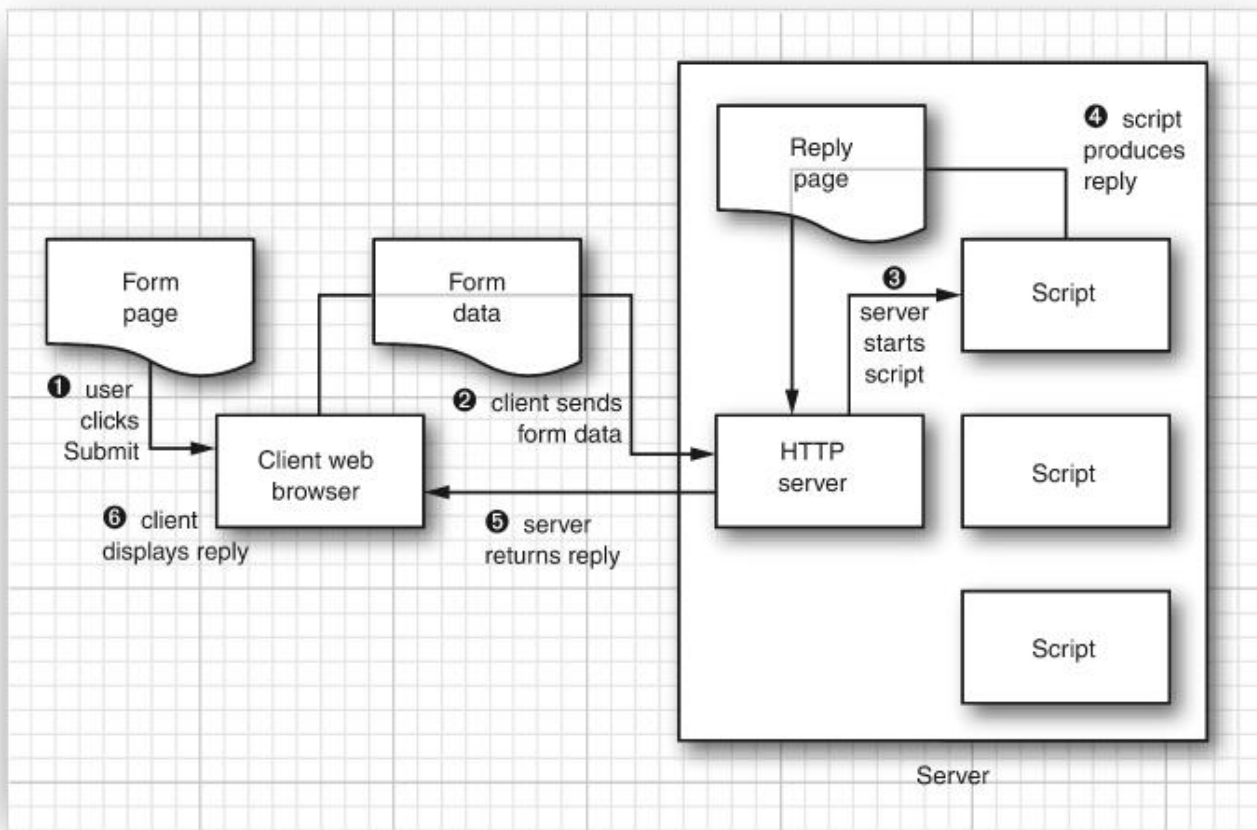 Form
page
❶ user
clicks
Submit
Client web
browser
Form
data
❷ client sends
form data
HTTP
server
❸
server
starts
script
Script
❹ script
produces
reply
Reply
page
❺ server
returns reply
❻ client
displays reply
Script
Script
Server